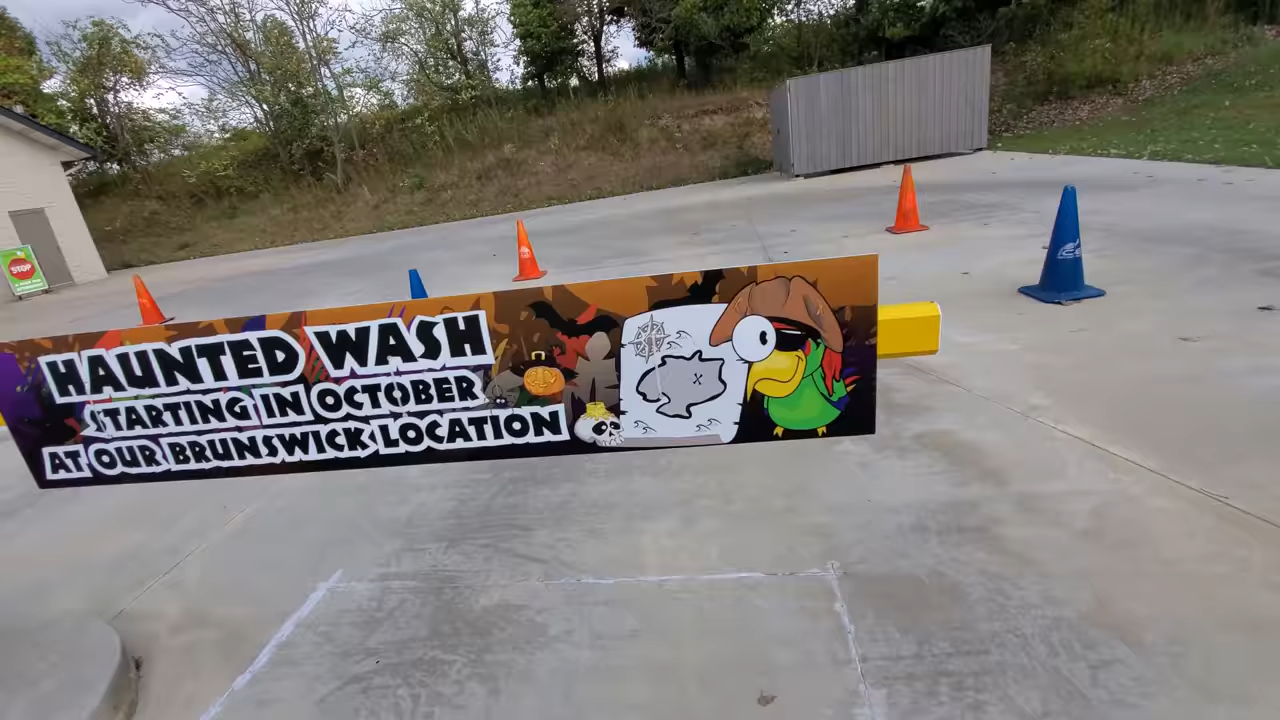 HAUNTED WASH
STARTING IN OCTOBER
AT OUR BRUNSWICK LOCATION
X
STOP